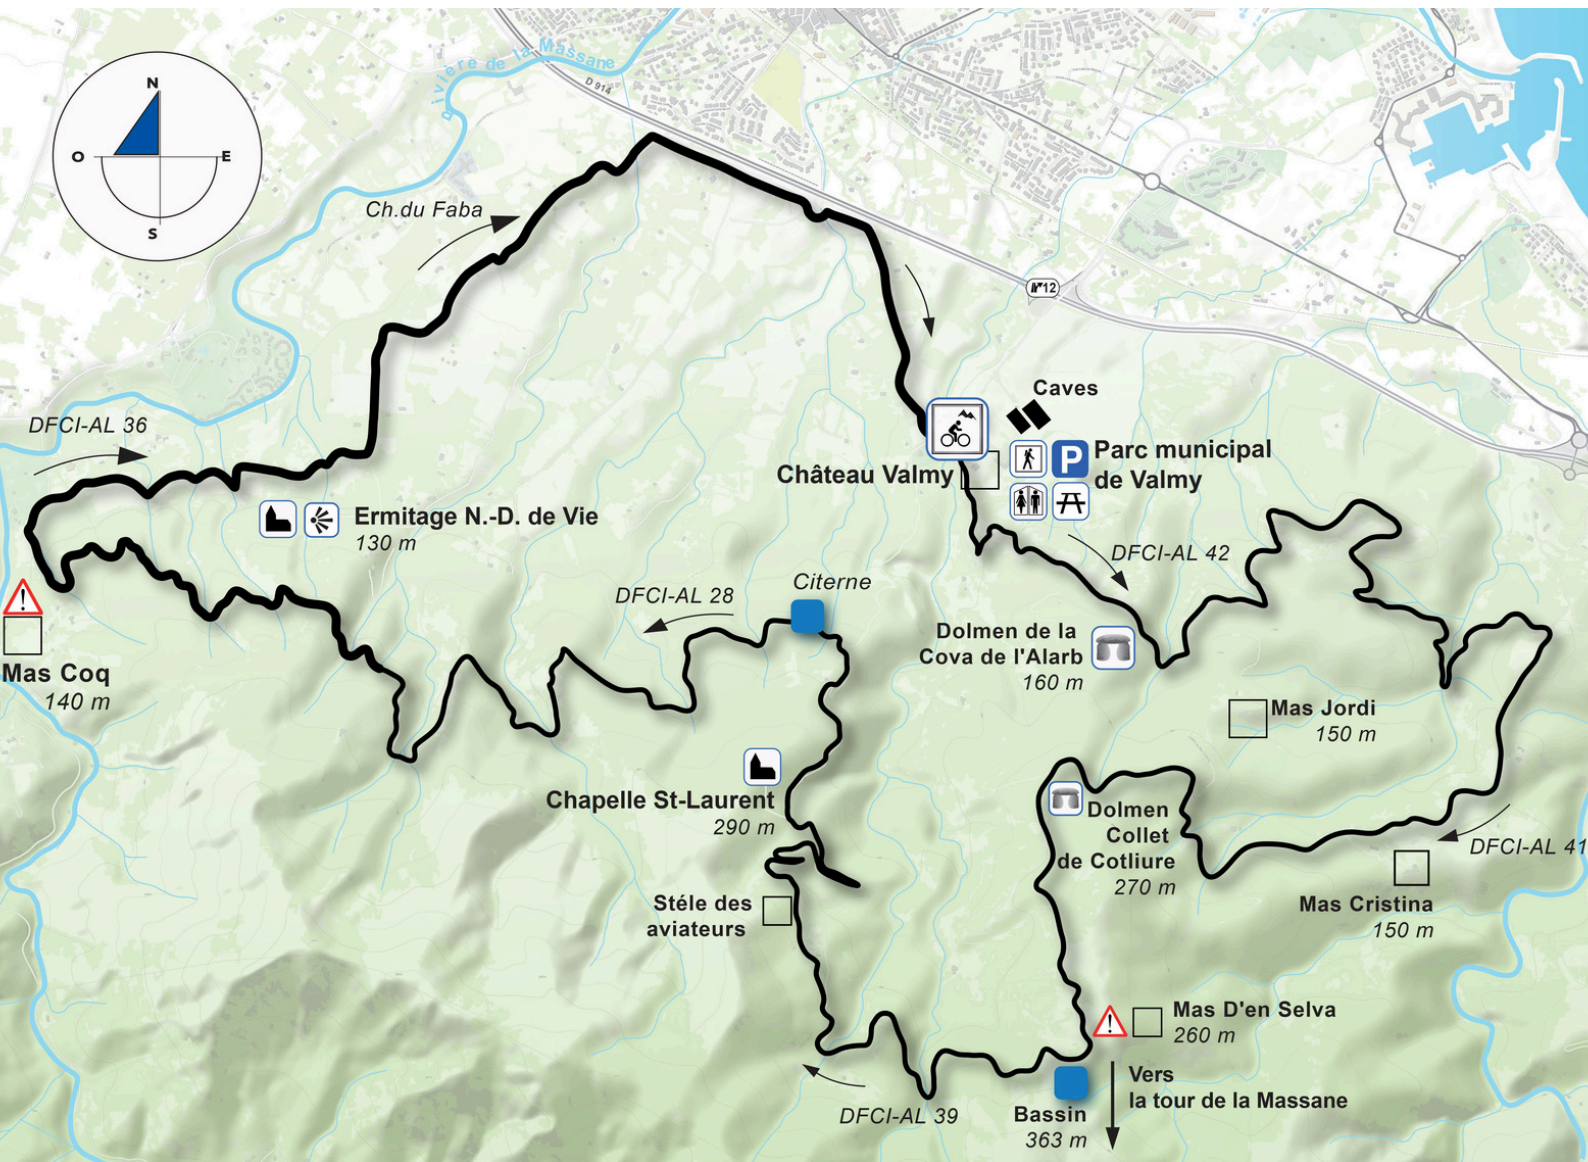 Rivière de la Massane
D 914
N
O
E
S
Ch.du Faba
12
Caves
DFCI-AL 36
Château Valmy
P
Parc municipal
de Valmy
Ermitage N.-D. de Vie
130 m
DFCI-AL 42
Citerne
DFCI-AL 28
Dolmen de la
Cova de l'Alarb
160 m
!
Mas Coq
140 m
Mas Jordi
150 m
Chapelle St-Laurent
290 m
Dolmen
Collet
de Cotliure
270 m
DFCI-AL 41
Mas Cristina
150 m
Stéle des
aviateurs
!
Mas D'en Selva
260 m
Vers
la tour de la Massane
DFCI-AL 39
Bassin
363 m